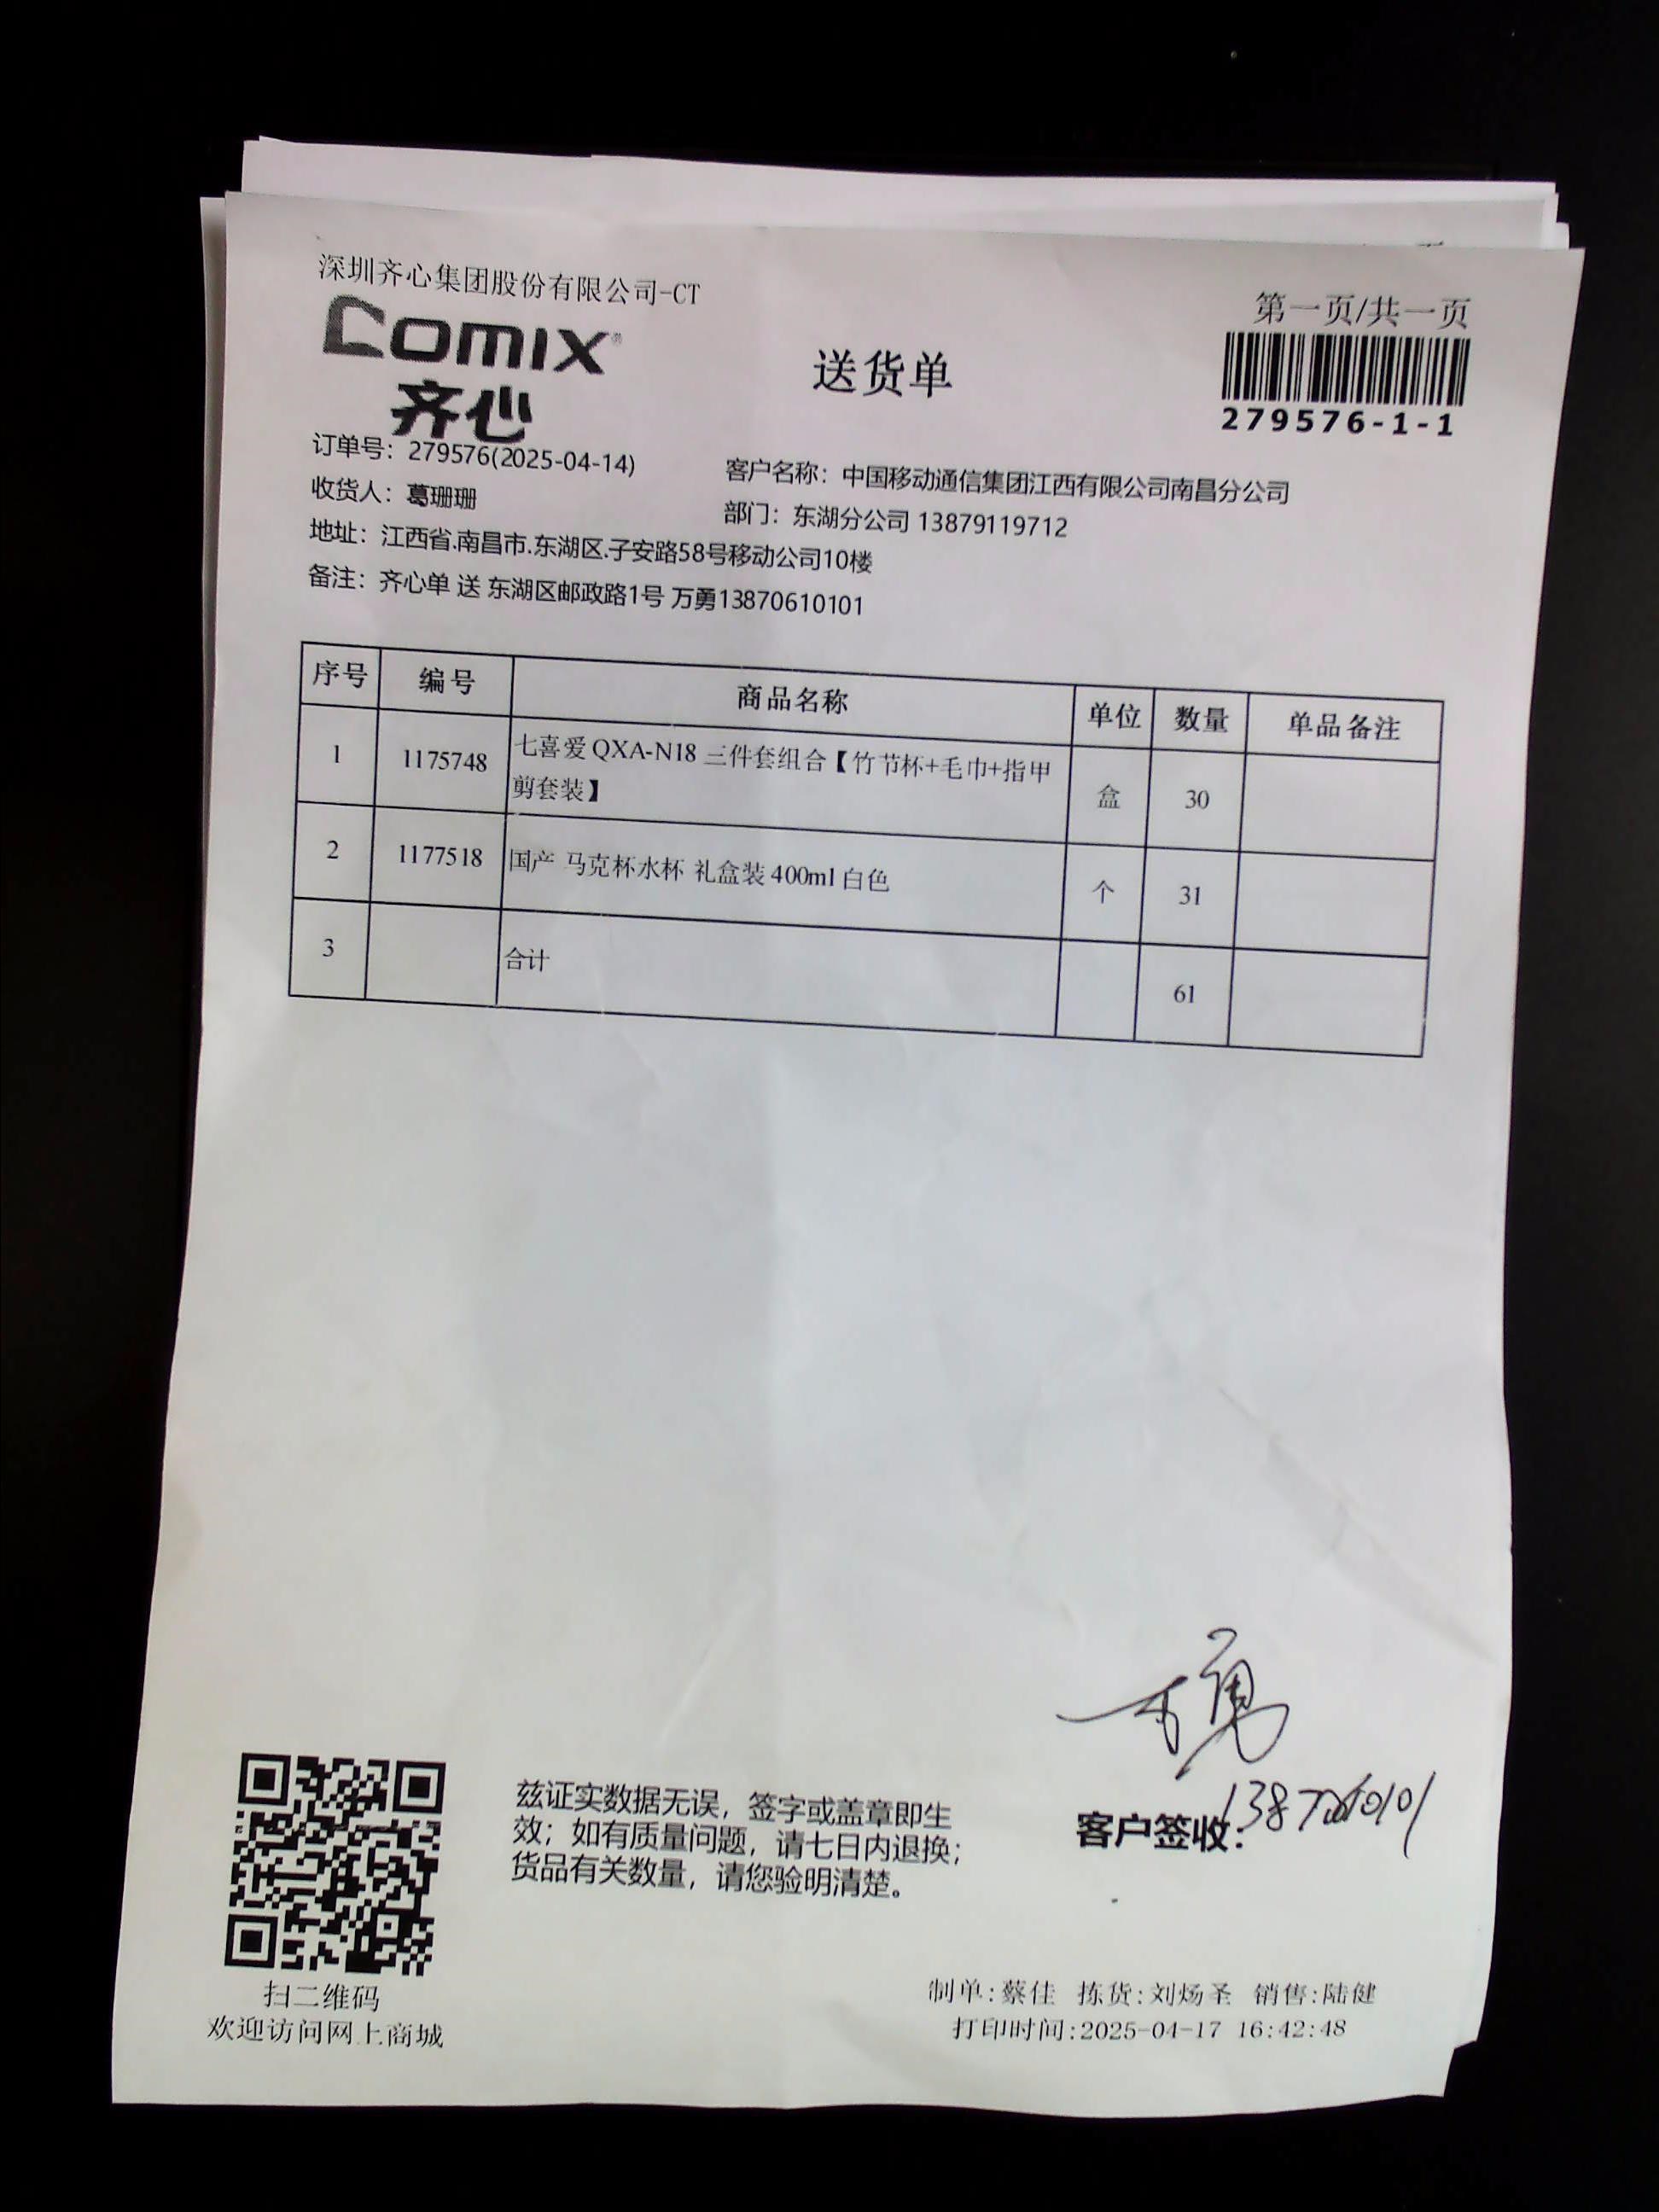 深圳齐心集团股份有限公司-CT
第一页/共一页
COMIX®
齐心
送货单
279576-1-1
订单号：279576(2025-04-14)
客户名称：中国移动通信集团江西有限公司南昌分公司
收货人：葛珊珊
部门：东湖分公司 13879119712
地址：江西省.南昌市.东湖区.子安路58号移动公司10楼
备注：齐心单 送 东湖区邮政路1号 万勇13870610101
序号 编号 商品名称 单位 数量 单品备注
1 1175748 七喜爱 QXA-N18 三件套组合【竹节杯+毛巾+指甲
剪套装】 盒 30
2 1177518 国产 马克杯水杯 礼盒装 400ml 白色 个 31
3 合计 61
万勇
兹证实数据无误，签字或盖章即生
效；如有质量问题，请七日内退换；
货品有关数量，请您验明清楚。
客户签收：
扫二维码
欢迎访问网上商城
制单:蔡佳 拣货:刘炀圣 销售:陆健
打印时间:2025-04-17 16:42:48